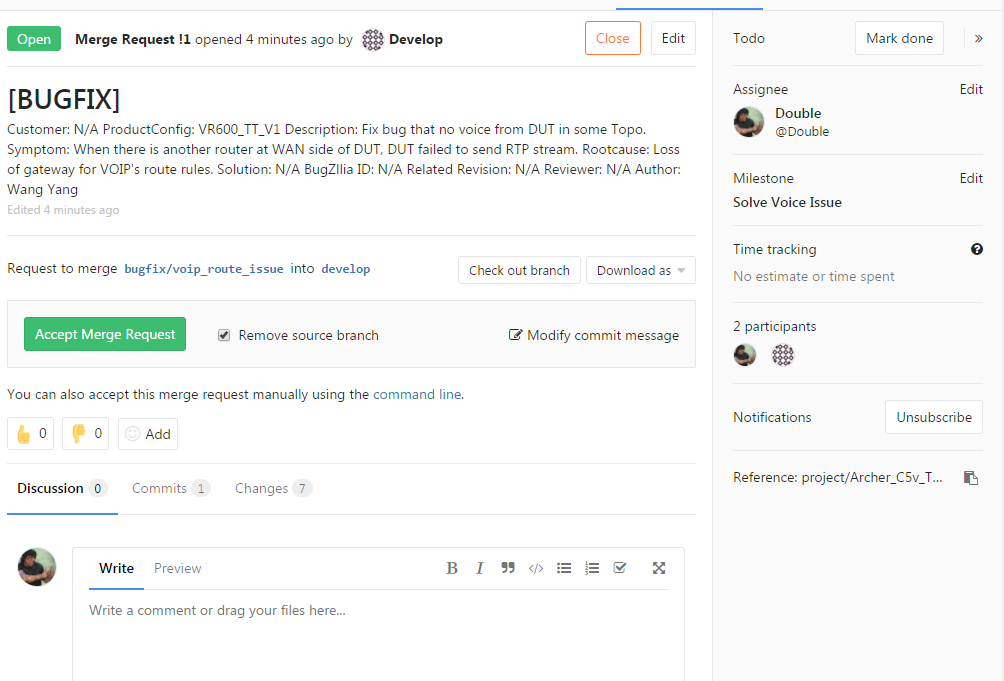 Open Merge Request !1 opened 4 minutes ago by Develop Close Edit
[BUGFIX]
Customer: N/A ProductConfig: VR600_TT_V1 Description: Fix bug that no voice from DUT in some Topo.
Symptom: When there is another router at WAN side of DUT, DUT failed to send RTP stream. Rootcause: Loss
of gateway for VOIP's route rules. Solution: N/A BugZllia ID: N/A Related Revision: N/A Reviewer: N/A Author:
Wang Yang
Edited 4 minutes ago
Request to merge bugfix/voip_route_issue into develop Check out branch Download as
Accept Merge Request Remove source branch Modify commit message
You can also accept this merge request manually using the command line.
0 0 Add
Discussion 0 Commits 1 Changes 7
Write Preview B I
Write a comment or drag your files here...
Todo Mark done »
Assignee Edit
Double
@Double
Milestone Edit
Solve Voice Issue
Time tracking
No estimate or time spent
2 participants
Notifications Unsubscribe
Reference: project/Archer_C5v_T...